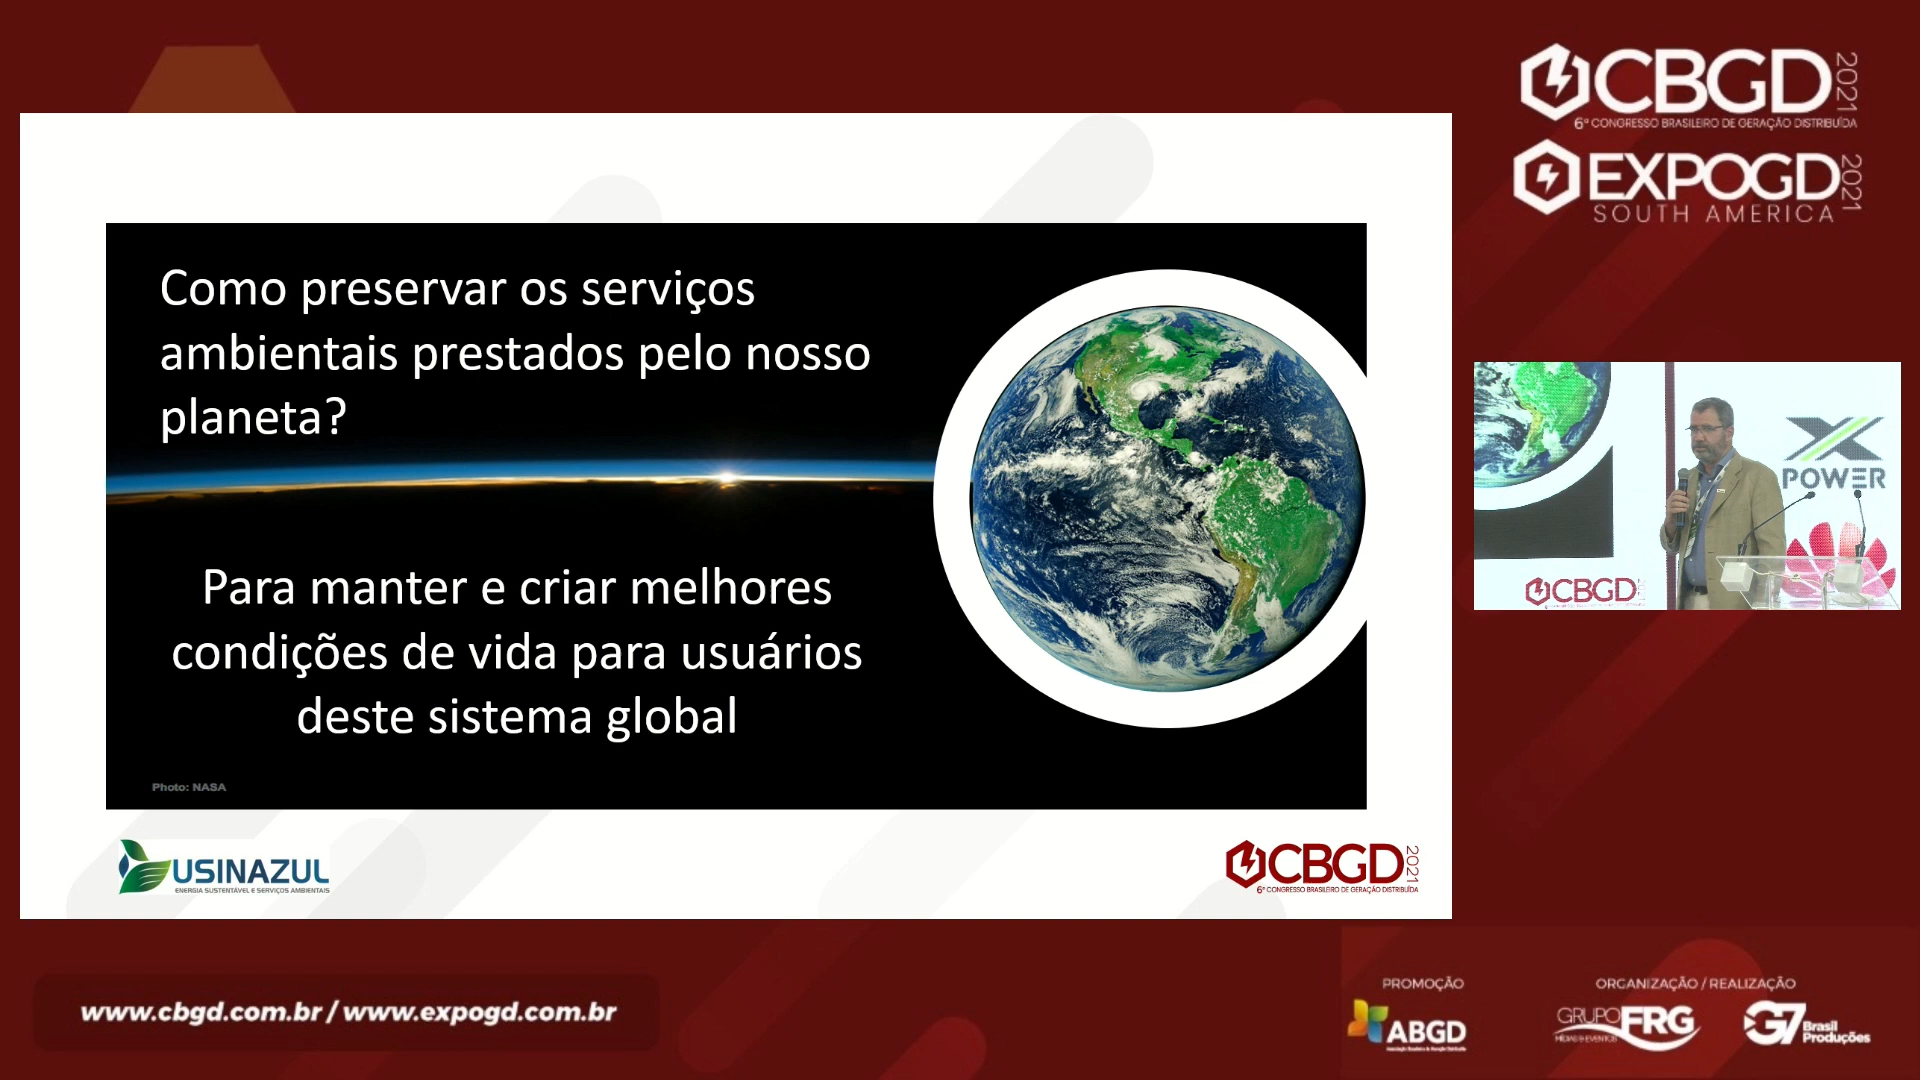 CBGD 2021
6º CONGRESSO BRASILEIRO DE GERAÇÃO DISTRIBUÍDA
EXPOGD 2021
SOUTH AMERICA
Como preservar os serviços
ambientais prestados pelo nosso
planeta?
Para manter e criar melhores
condições de vida para usuários
deste sistema global
Photo: NASA
USINAZUL
ENERGIA SUSTENTÁVEL E SERVIÇOS AMBIENTAIS
CBGD 2021
6º CONGRESSO BRASILEIRO DE GERAÇÃO DISTRIBUÍDA
X
POWER
CBGD
www.cbgd.com.br / www.expogd.com.br
PROMOÇÃO
ABGD
ORGANIZAÇÃO / REALIZAÇÃO
GRUPO FRG
MÍDIAS & EVENTOS
G7 Brasil
Produções